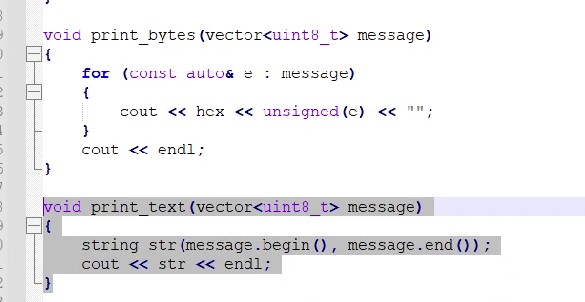 void print_bytes(vector<uint8_t> message)
{
for (const auto& e : message)
{
cout << hex << unsigned(e) << "";
}
cout << endl;
}
void print_text(vector<uint8_t> message)
{
string str(message.begin(), message.end());
cout << str << endl;
}